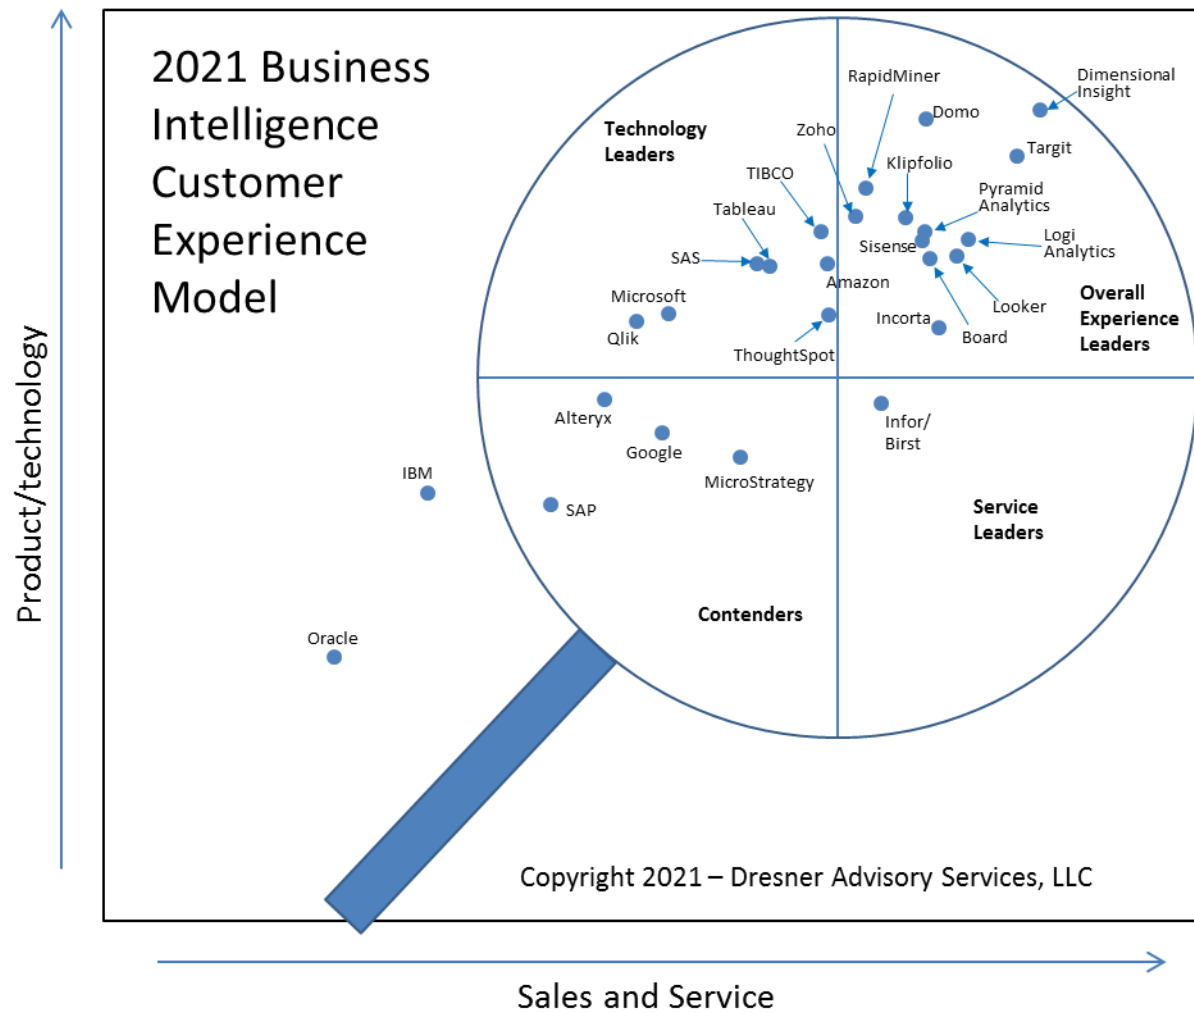 2021 Business
Intelligence
Customer
Experience
Model
Product/technology
Technology
Leaders
RapidMiner
Dimensional
Insight
Domo
Zoho
Targit
Klipfolio
TIBCO
Pyramid
Analytics
Tableau
Logi
Analytics
Sisense
SAS
Amazon
Microsoft
Looker
Overall
Experience
Leaders
Incorta
Board
Qlik
ThoughtSpot
Alteryx
Infor/
Birst
Google
IBM
MicroStrategy
SAP
Service
Leaders
Contenders
Oracle
Copyright 2021 – Dresner Advisory Services, LLC
Sales and Service